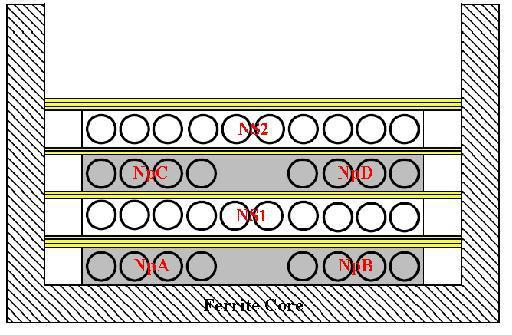 NS2
NpC NpD
NS1
NpA NpB
Ferrite Core